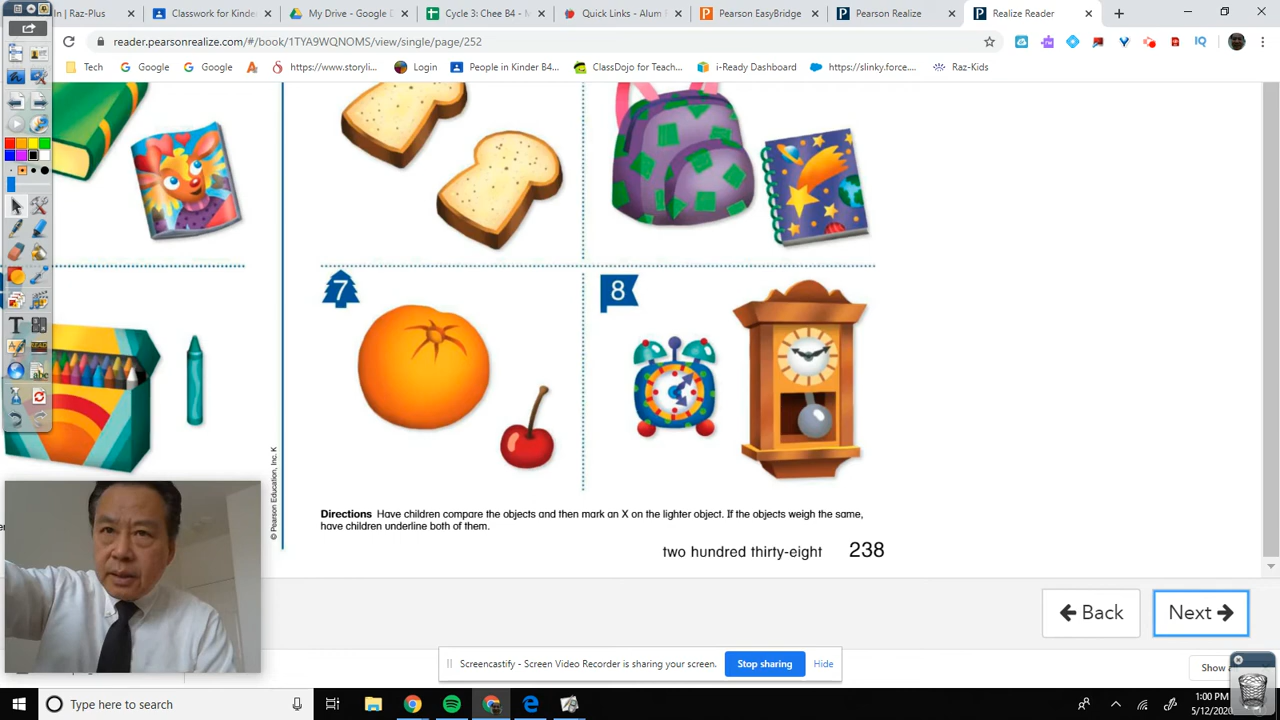 In | Raz-Plus
Classwork for Kinder
My Drive - Google D
Cyclops Chee B4 - M
Quick Links - Alum R
Pearson EasyBridge
Pearson Realize
Realize Reader
reader.pearsonrealize.com/#/book/1TYA9WQNOMS/view/single/page/252
Tech
Google
Google
https://www.storyli...
Login
People in Kinder B4...
ClassDojo for Teach...
i-Ready Dashboard
https://slinky.force....
Raz-Kids
7
8
© Pearson Education, Inc. K
Directions Have children compare the objects and then mark an X on the lighter object. If the objects weigh the same,
have children underline both of them.
two hundred thirty-eight 238
Back
Next
Screencastify - Screen Video Recorder is sharing your screen.
Stop sharing
Hide
Show
Type here to search
1:00 PM
5/12/2020